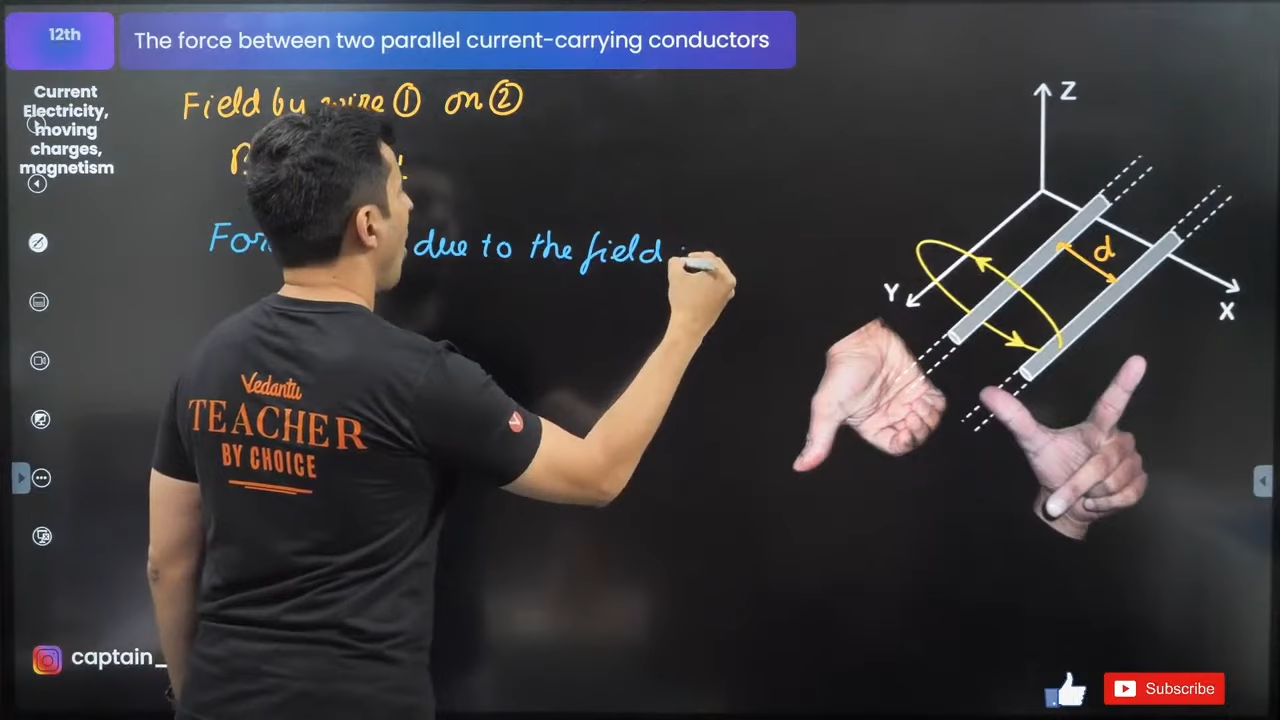 12th
The force between two parallel current-carrying conductors
Current
Electricity,
moving
charges,
magnetism
Field by wire ① on ②
due to the field
Z
d
Y
X
Vedantu
TEACHER
BY CHOICE
V
captain_
Subscribe